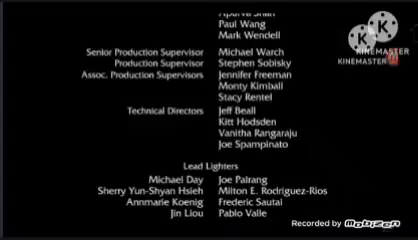 Apurva Shah
Paul Wang
Mark Wendell
Senior Production Supervisor Michael Warch
Production Supervisor Stephen Sobisky
Assoc. Production Supervisors Jennifer Freeman
Monty Kimball
Stacy Rentel
Technical Directors Jeff Beall
Kitt Hodsden
Vanitha Rangaraju
Joe Spampinato
Lead Lighters
Michael Day Joe Palrang
Sherry Yun-Shyan Hsieh Milton E. Rodriguez-Rios
Annmarie Koenig Frederic Sautai
Jin Liou Pablo Valle
KINEMASTER
KINEMASTER
Recorded by Mobizen